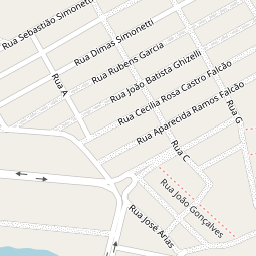 Rua Sebastião Simonetti
Rua Dimas Simonetti
Rua Rubens Garcia
Rua João Batista Ghizelli
Rua Cecilia Rosa Castro Falcão
Rua Aparecida Ramos Falcão
Rua A
Rua C
Rua G
Rua João Gonçalves
Rua José Arias